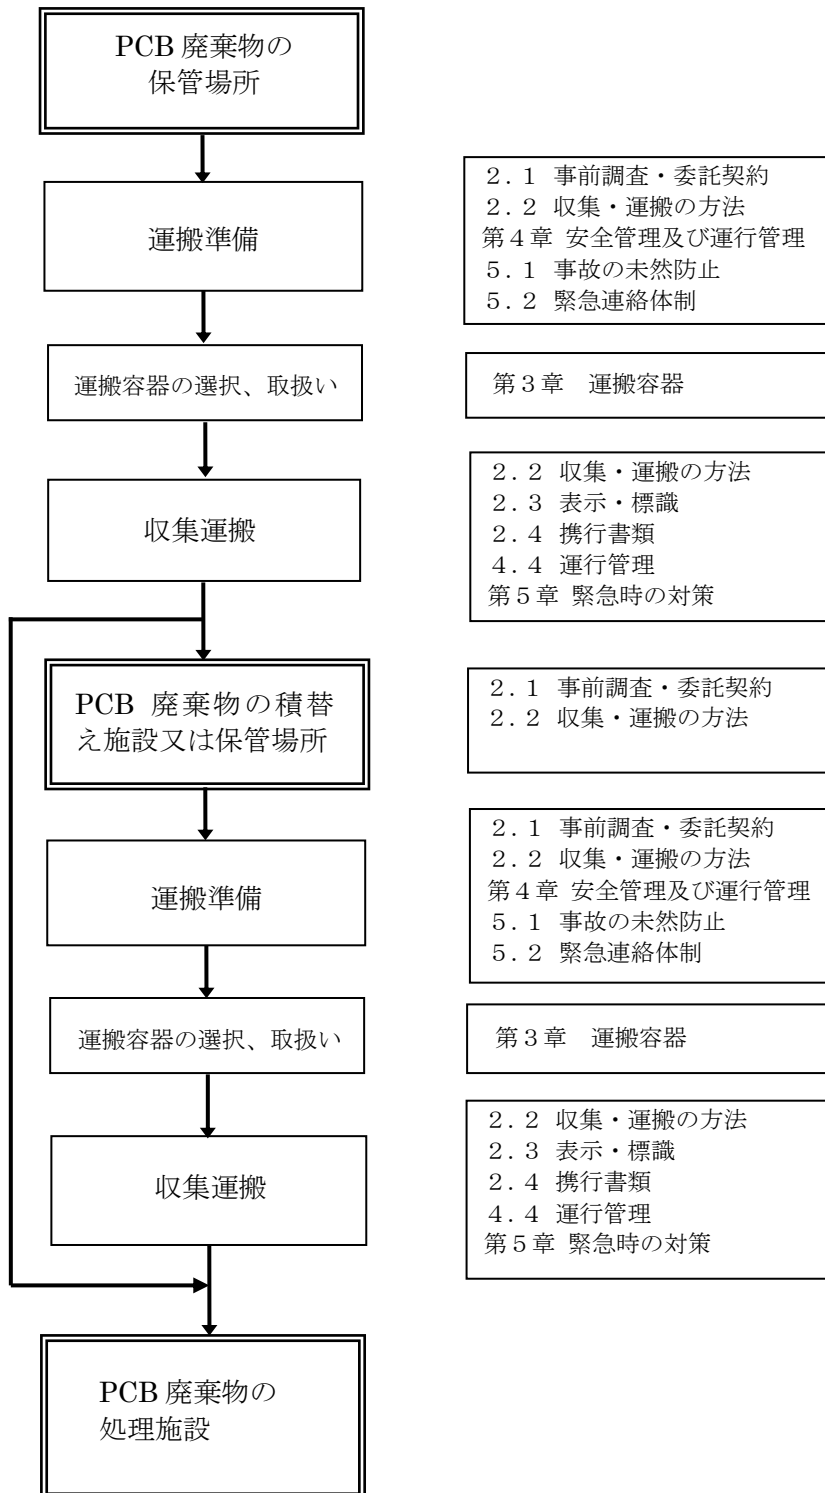 PCB 廃棄物の
保管場所
運搬準備
2．1 事前調査・委託契約
2．2 収集・運搬の方法
第4章 安全管理及び運行管理
5．1 事故の未然防止
5．2 緊急連絡体制
運搬容器の選択、取扱い
第3章　運搬容器
収集運搬
2．2 収集・運搬の方法
2．3 表示・標識
2．4 携行書類
4．4 運行管理
第5章 緊急時の対策
PCB 廃棄物の積替
え施設又は保管場所
2．1 事前調査・委託契約
2．2 収集・運搬の方法
運搬準備
2．1 事前調査・委託契約
2．2 収集・運搬の方法
第4章 安全管理及び運行管理
5．1 事故の未然防止
5．2 緊急連絡体制
運搬容器の選択、取扱い
第3章　運搬容器
収集運搬
2．2 収集・運搬の方法
2．3 表示・標識
2．4 携行書類
4．4 運行管理
第5章 緊急時の対策
PCB 廃棄物の
処理施設